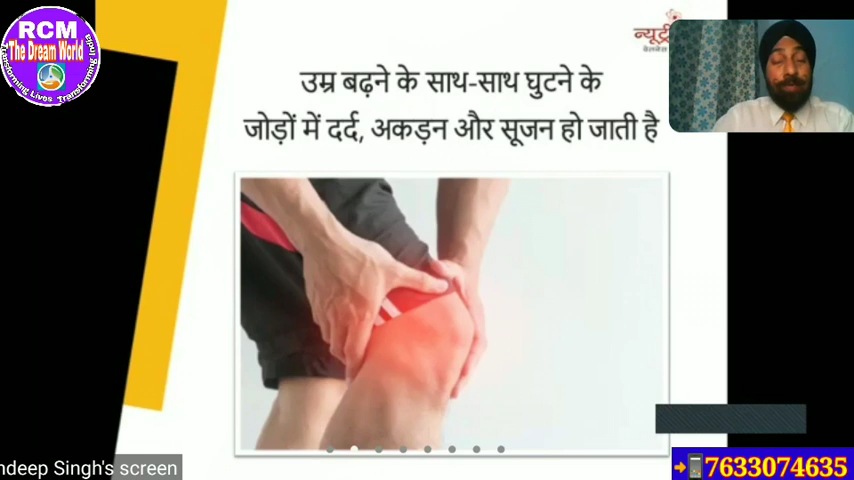 RCM
The Dream World
Transforming Lives, Transforming India
उम्र बढ़ने के साथ-साथ घुटने के
जोड़ों में दर्द, अकड़न और सूजन हो जाती है
ndeep Singh's screen
7633074635